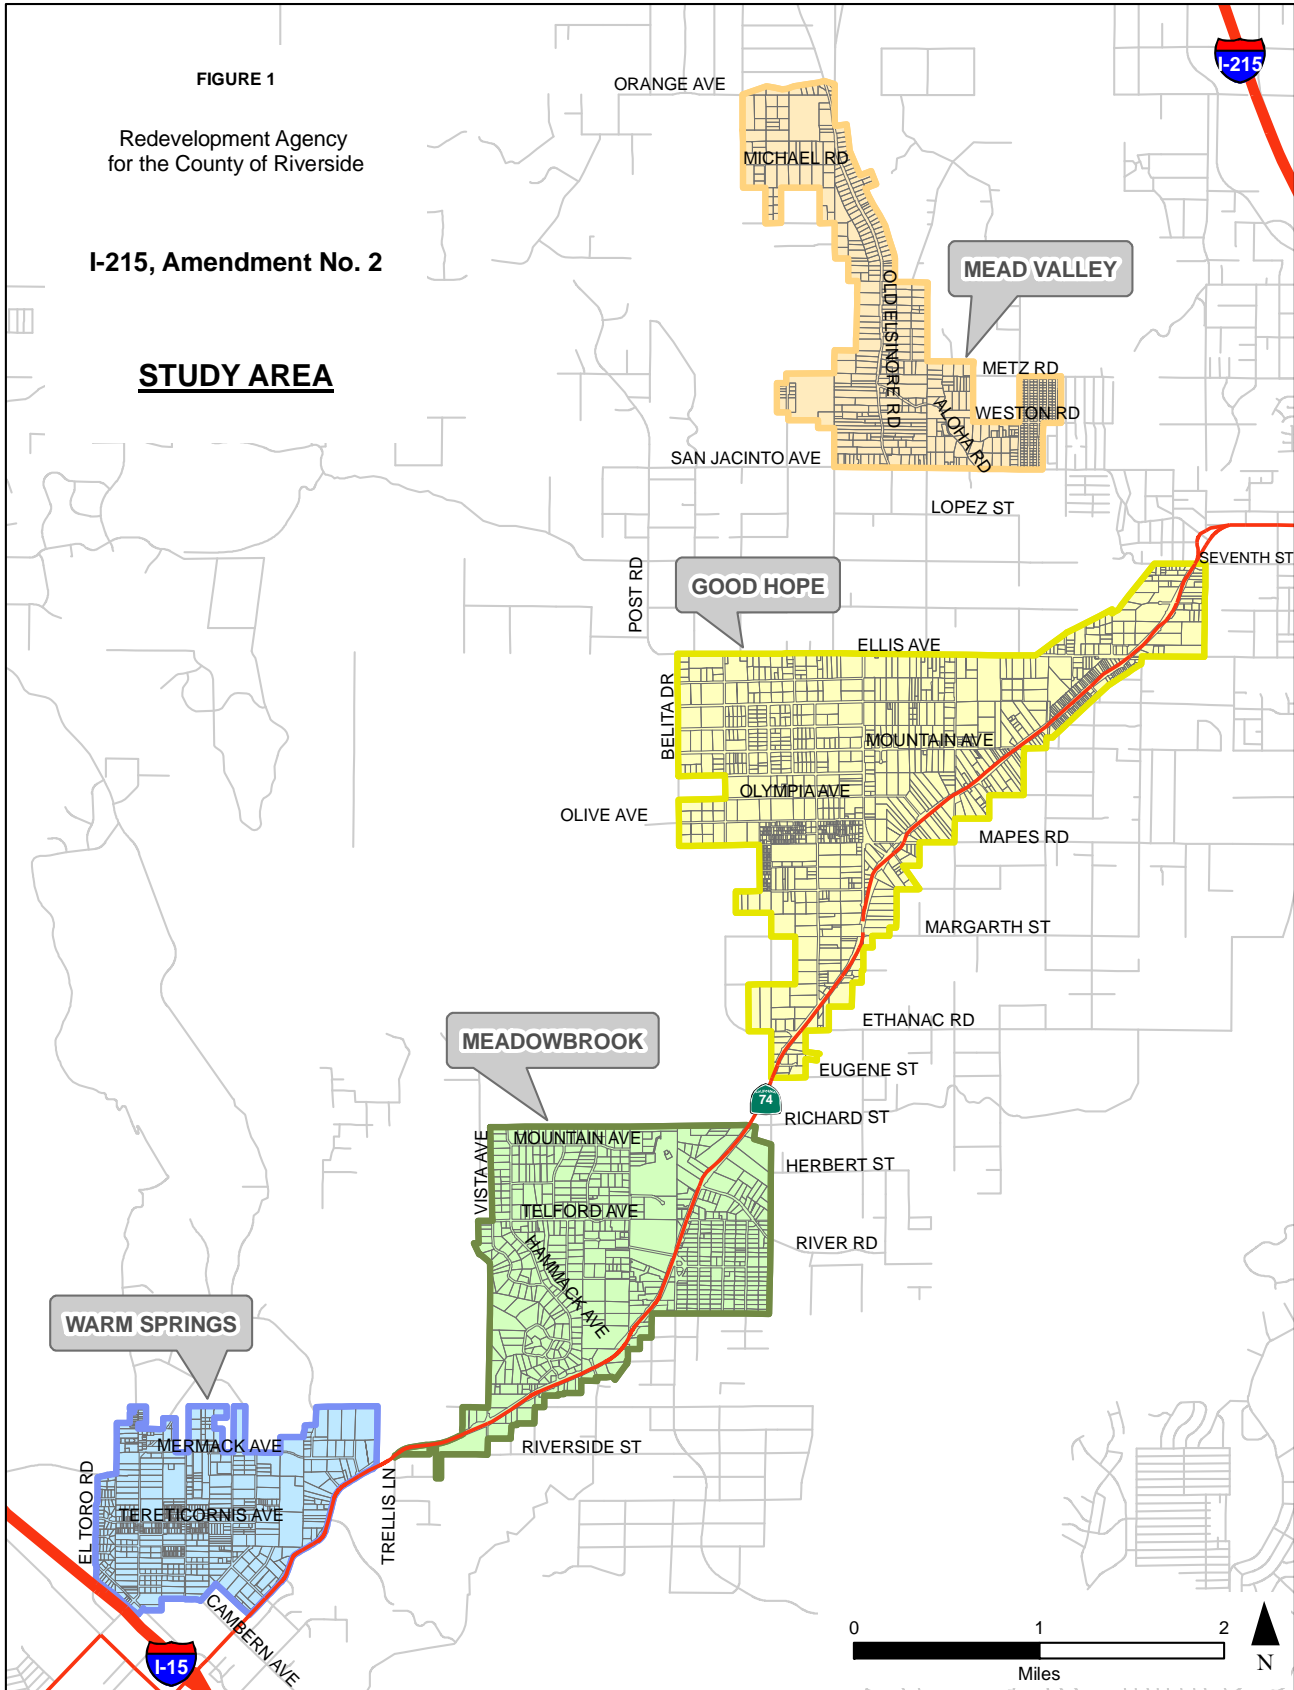 FIGURE 1
Redevelopment Agency
for the County of Riverside
I-215, Amendment No. 2
STUDY AREA
I-215
ORANGE AVE
MICHAEL RD
MEAD VALLEY
OLD ELSINORE RD
METZ RD
WESTON RD
ALOHA RD
SAN JACINTO AVE
LOPEZ ST
SEVENTH ST
POST RD
GOOD HOPE
ELLIS AVE
BELITA DR
MOUNTAIN AVE
OLYMPIA AVE
OLIVE AVE
MAPES RD
MARGARTH ST
ETHANAC RD
EUGENE ST
MEADOWBROOK
74
RICHARD ST
VISTA AVE
MOUNTAIN AVE
HERBERT ST
TELFORD AVE
RIVER RD
HAMMACK AVE
WARM SPRINGS
MERMACK AVE
RIVERSIDE ST
EL TORO RD
TERETICORNIS AVE
TRELLIS LN
CAMBERN AVE
I-15
0 1 2
Miles
N